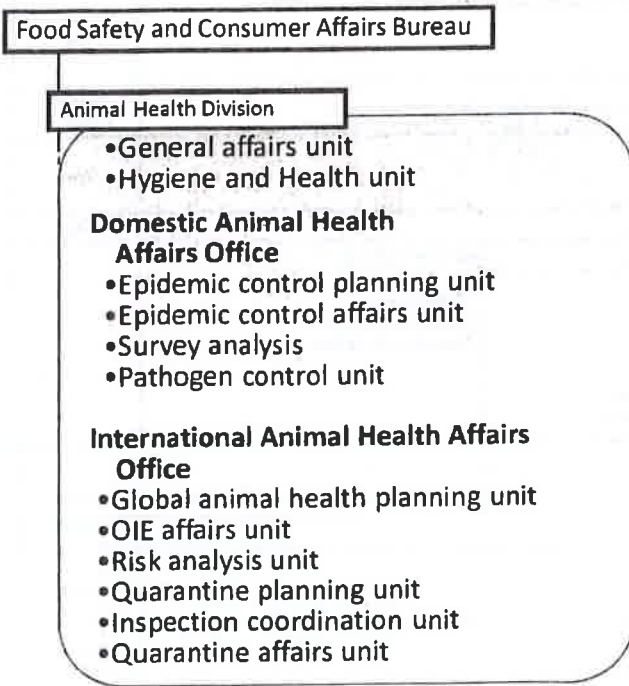 Food Safety and Consumer Affairs Bureau
Animal Health Division
•General affairs unit
•Hygiene and Health unit
Domestic Animal Health
Affairs Office
•Epidemic control planning unit
•Epidemic control affairs unit
•Survey analysis
•Pathogen control unit
International Animal Health Affairs
Office
•Global animal health planning unit
•OIE affairs unit
•Risk analysis unit
•Quarantine planning unit
•Inspection coordination unit
•Quarantine affairs unit